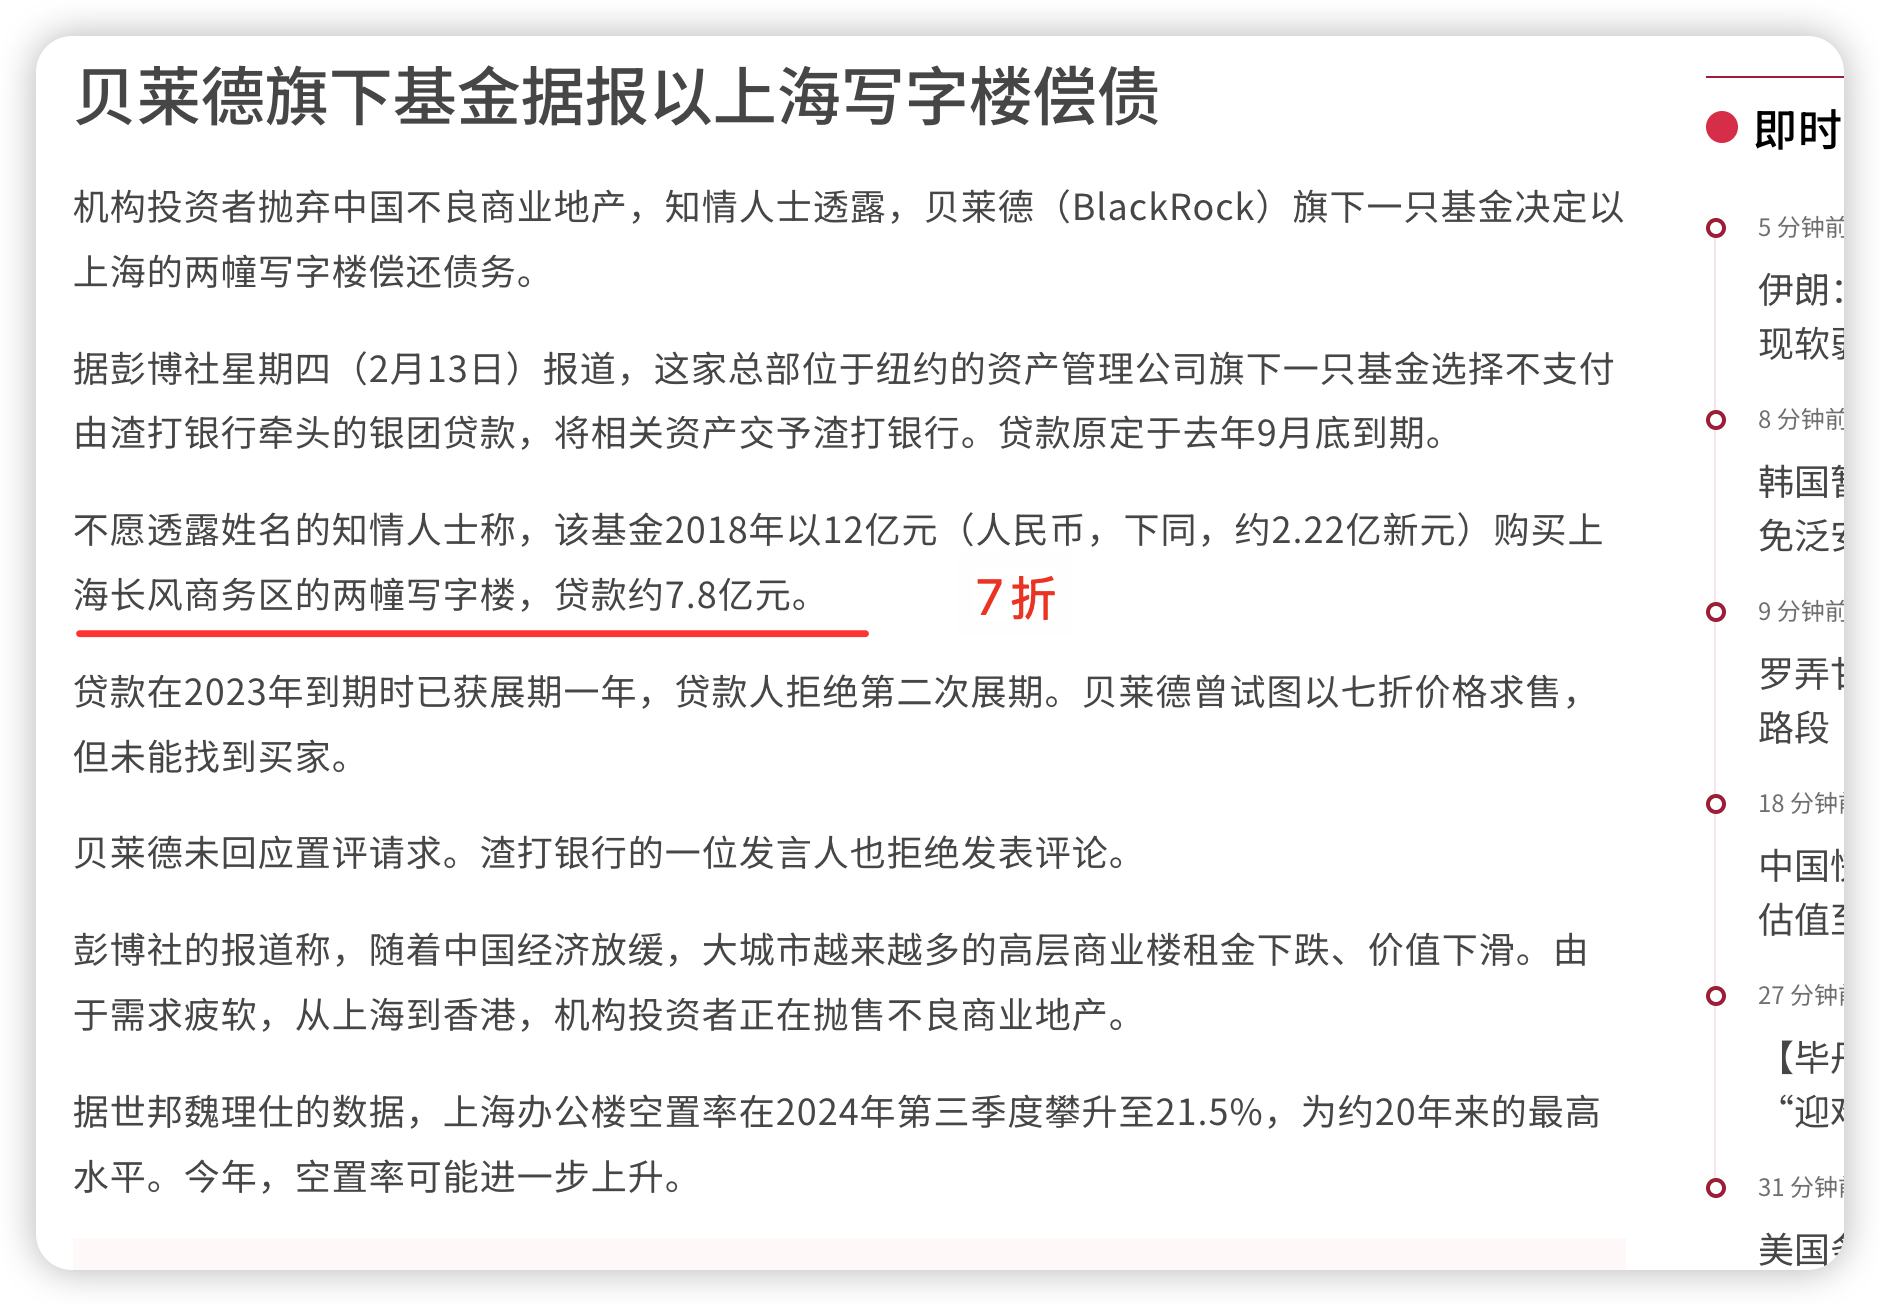 贝莱德旗下基金据报以上海写字楼偿债
机构投资者抛弃中国不良商业地产，知情人士透露，贝莱德（BlackRock）旗下一只基金决定以
上海的两幢写字楼偿还债务。
据彭博社星期四（2月13日）报道，这家总部位于纽约的资产管理公司旗下一只基金选择不支付
由渣打银行牵头的银团贷款，将相关资产交予渣打银行。贷款原定于去年9月底到期。
不愿透露姓名的知情人士称，该基金2018年以12亿元（人民币，下同，约2.22亿新元）购买上
海长风商务区的两幢写字楼，贷款约7.8亿元。
7折
贷款在2023年到期时已获展期一年，贷款人拒绝第二次展期。贝莱德曾试图以七折价格求售，
但未能找到买家。
贝莱德未回应置评请求。渣打银行的一位发言人也拒绝发表评论。
彭博社的报道称，随着中国经济放缓，大城市越来越多的高层商业楼租金下跌、价值下滑。由
于需求疲软，从上海到香港，机构投资者正在抛售不良商业地产。
据世邦魏理仕的数据，上海办公楼空置率在2024年第三季度攀升至21.5%，为约20年来的最高
水平。今年，空置率可能进一步上升。
即时
5 分钟前
伊朗：
现软
8 分钟前
韩国
免泛
9 分钟前
罗弄
路段
18 分钟前
中国
估值
27 分钟前
【毕
“迎
31 分钟前
美国